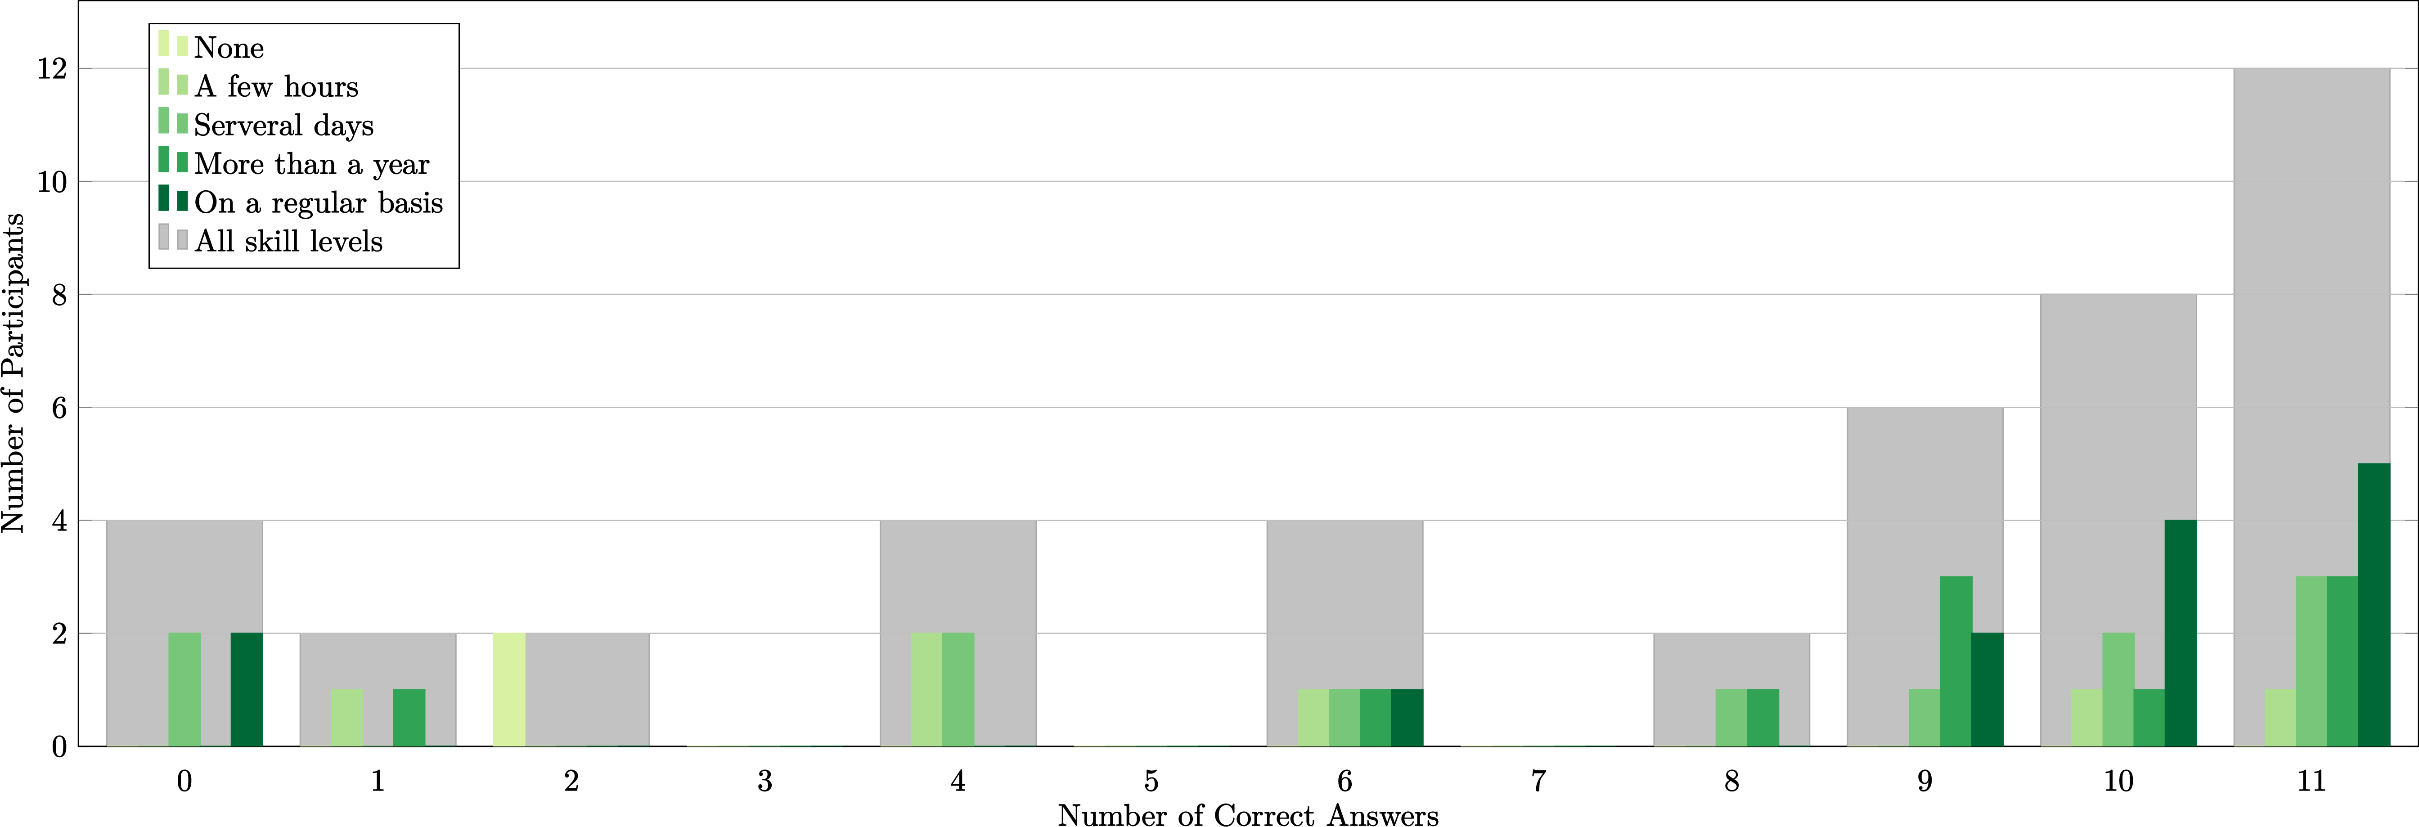 None
A few hours
Serveral days
More than a year
On a regular basis
All skill levels
12
10
8
6
4
2
0
Number of Participants
0 1 2 3 4 5 6 7 8 9 10 11
Number of Correct Answers